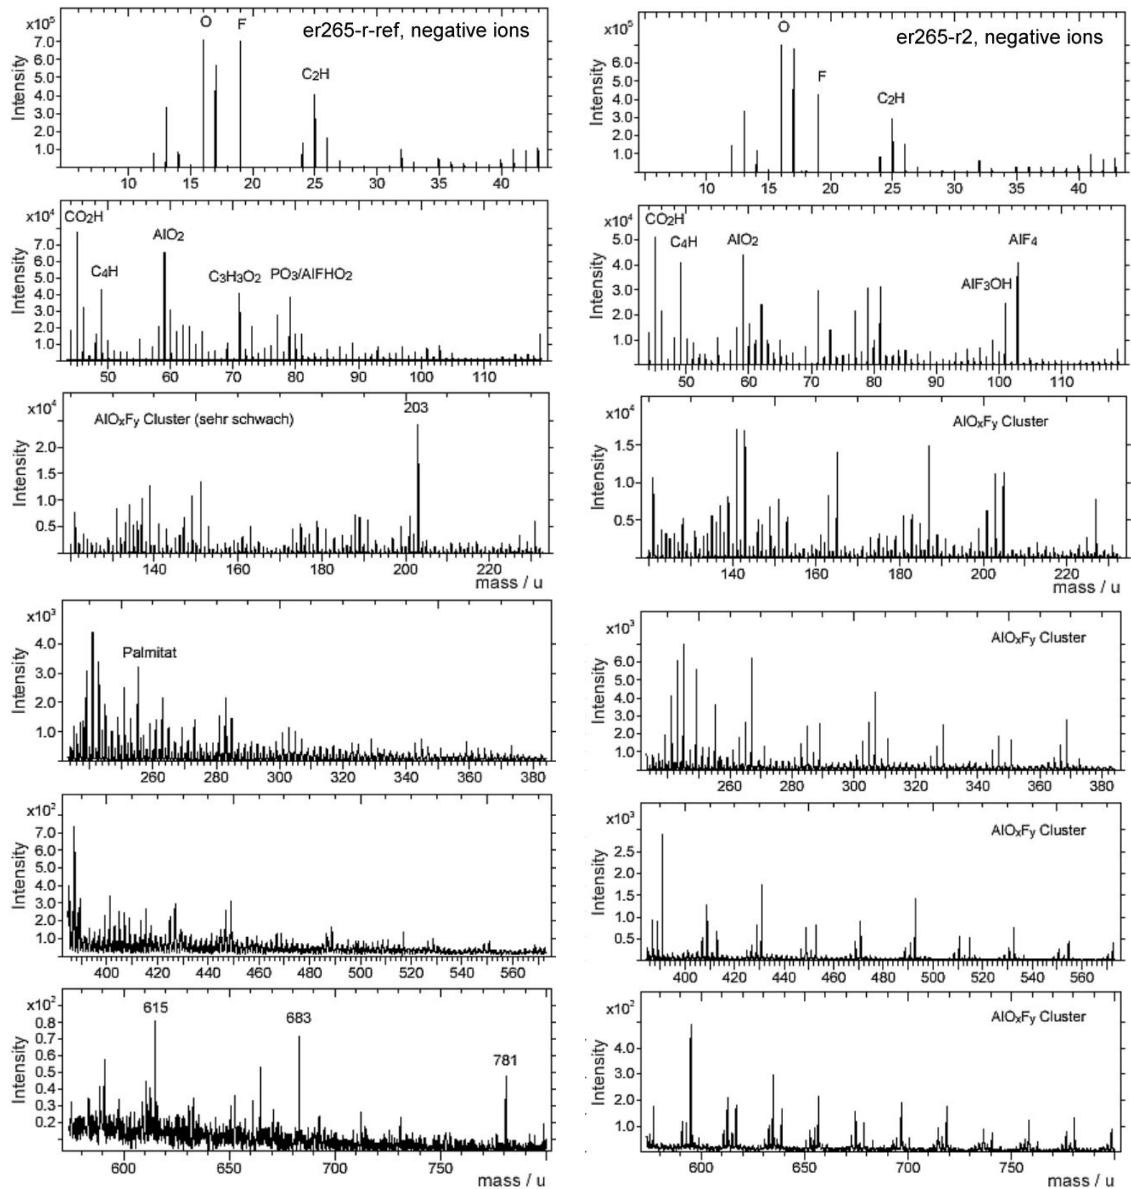 x10⁵
O
F
er265-r-ref, negative ions
C₂H
Intensity
7.0
6.0
5.0
4.0
3.0
2.0
1.0
10 15 20 25 30 35 40
x10⁴
CO₂H
AlO₂
C₄H
C₃H₃O₂
PO₃/AlFHO₂
Intensity
7.0
6.0
5.0
4.0
3.0
2.0
1.0
50 60 70 80 90 100 110
x10⁴
AlOₓFᵧ Cluster (sehr schwach)
203
Intensity
2.0
1.5
1.0
0.5
140 160 180 200 220
mass / u
x10³
Palmitat
Intensity
4.0
3.0
2.0
1.0
260 280 300 320 340 360 380
x10²
Intensity
7.0
6.0
5.0
4.0
3.0
2.0
1.0
400 420 440 460 480 500 520 540 560
x10²
615
683
781
Intensity
0.8
0.7
0.6
0.5
0.4
0.3
0.2
600 650 700 750
mass / u
x10⁵
O
F
er265-r2, negative ions
C₂H
Intensity
6.0
5.0
4.0
3.0
2.0
1.0
10 15 20 25 30 35 40
x10⁴
CO₂H
C₄H
AlO₂
AlF₄
AlF₃OH
Intensity
5.0
4.0
3.0
2.0
1.0
50 60 70 80 90 100 110
x10⁴
AlOₓFᵧ Cluster
Intensity
1.5
1.0
0.5
140 160 180 200 220
mass / u
x10³
AlOₓFᵧ Cluster
Intensity
6.0
5.0
4.0
3.0
2.0
1.0
260 280 300 320 340 360 380
x10³
AlOₓFᵧ Cluster
Intensity
2.5
2.0
1.5
1.0
0.5
400 420 440 460 480 500 520 540 560
x10²
AlOₓFᵧ Cluster
Intensity
4.0
3.0
2.0
1.0
600 650 700 750
mass / u